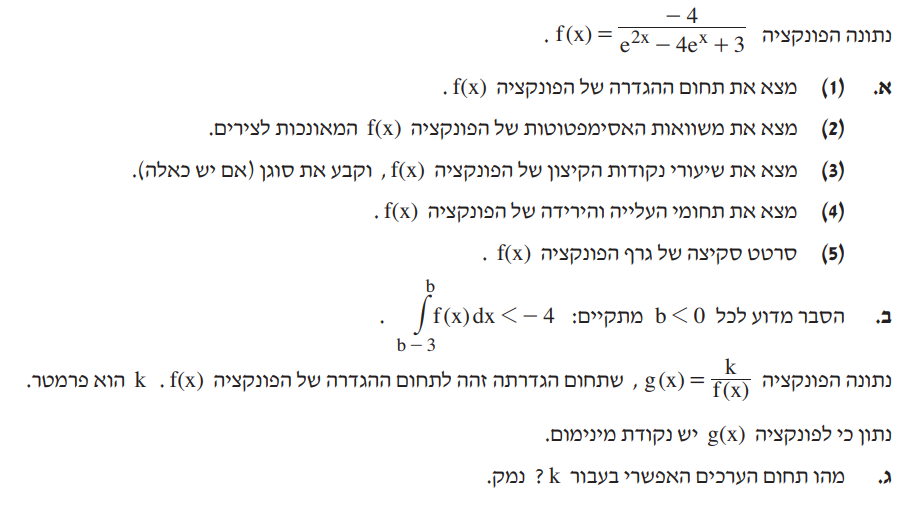 נתונה הפונקציה f(x) = \frac{-4}{e^{2x} - 4e^{x} + 3} .
א. (1) מצא את תחום ההגדרה של הפונקציה f(x) .
(2) מצא את משוואות האסימפטוטות של הפונקציה f(x) המאונכות לצירים.
(3) מצא את שיעורי נקודות הקיצון של הפונקציה f(x) , וקבע את סוגן (אם יש כאלה).
(4) מצא את תחומי העלייה והירידה של הפונקציה f(x) .
(5) סרטט סקיצה של גרף הפונקציה f(x) .
ב. הסבר מדוע לכל b < 0 מתקיים: \int_{b-3}^{b} f(x) dx < -4 .
נתונה הפונקציה g(x) = \frac{k}{f(x)} , שתחום הגדרתה זהה לתחום ההגדרה של הפונקציה f(x) . k הוא פרמטר.
נתון כי לפונקציה g(x) יש נקודת מינימום.
ג. מהו תחום הערכים האפשרי בעבור k ? נמק.